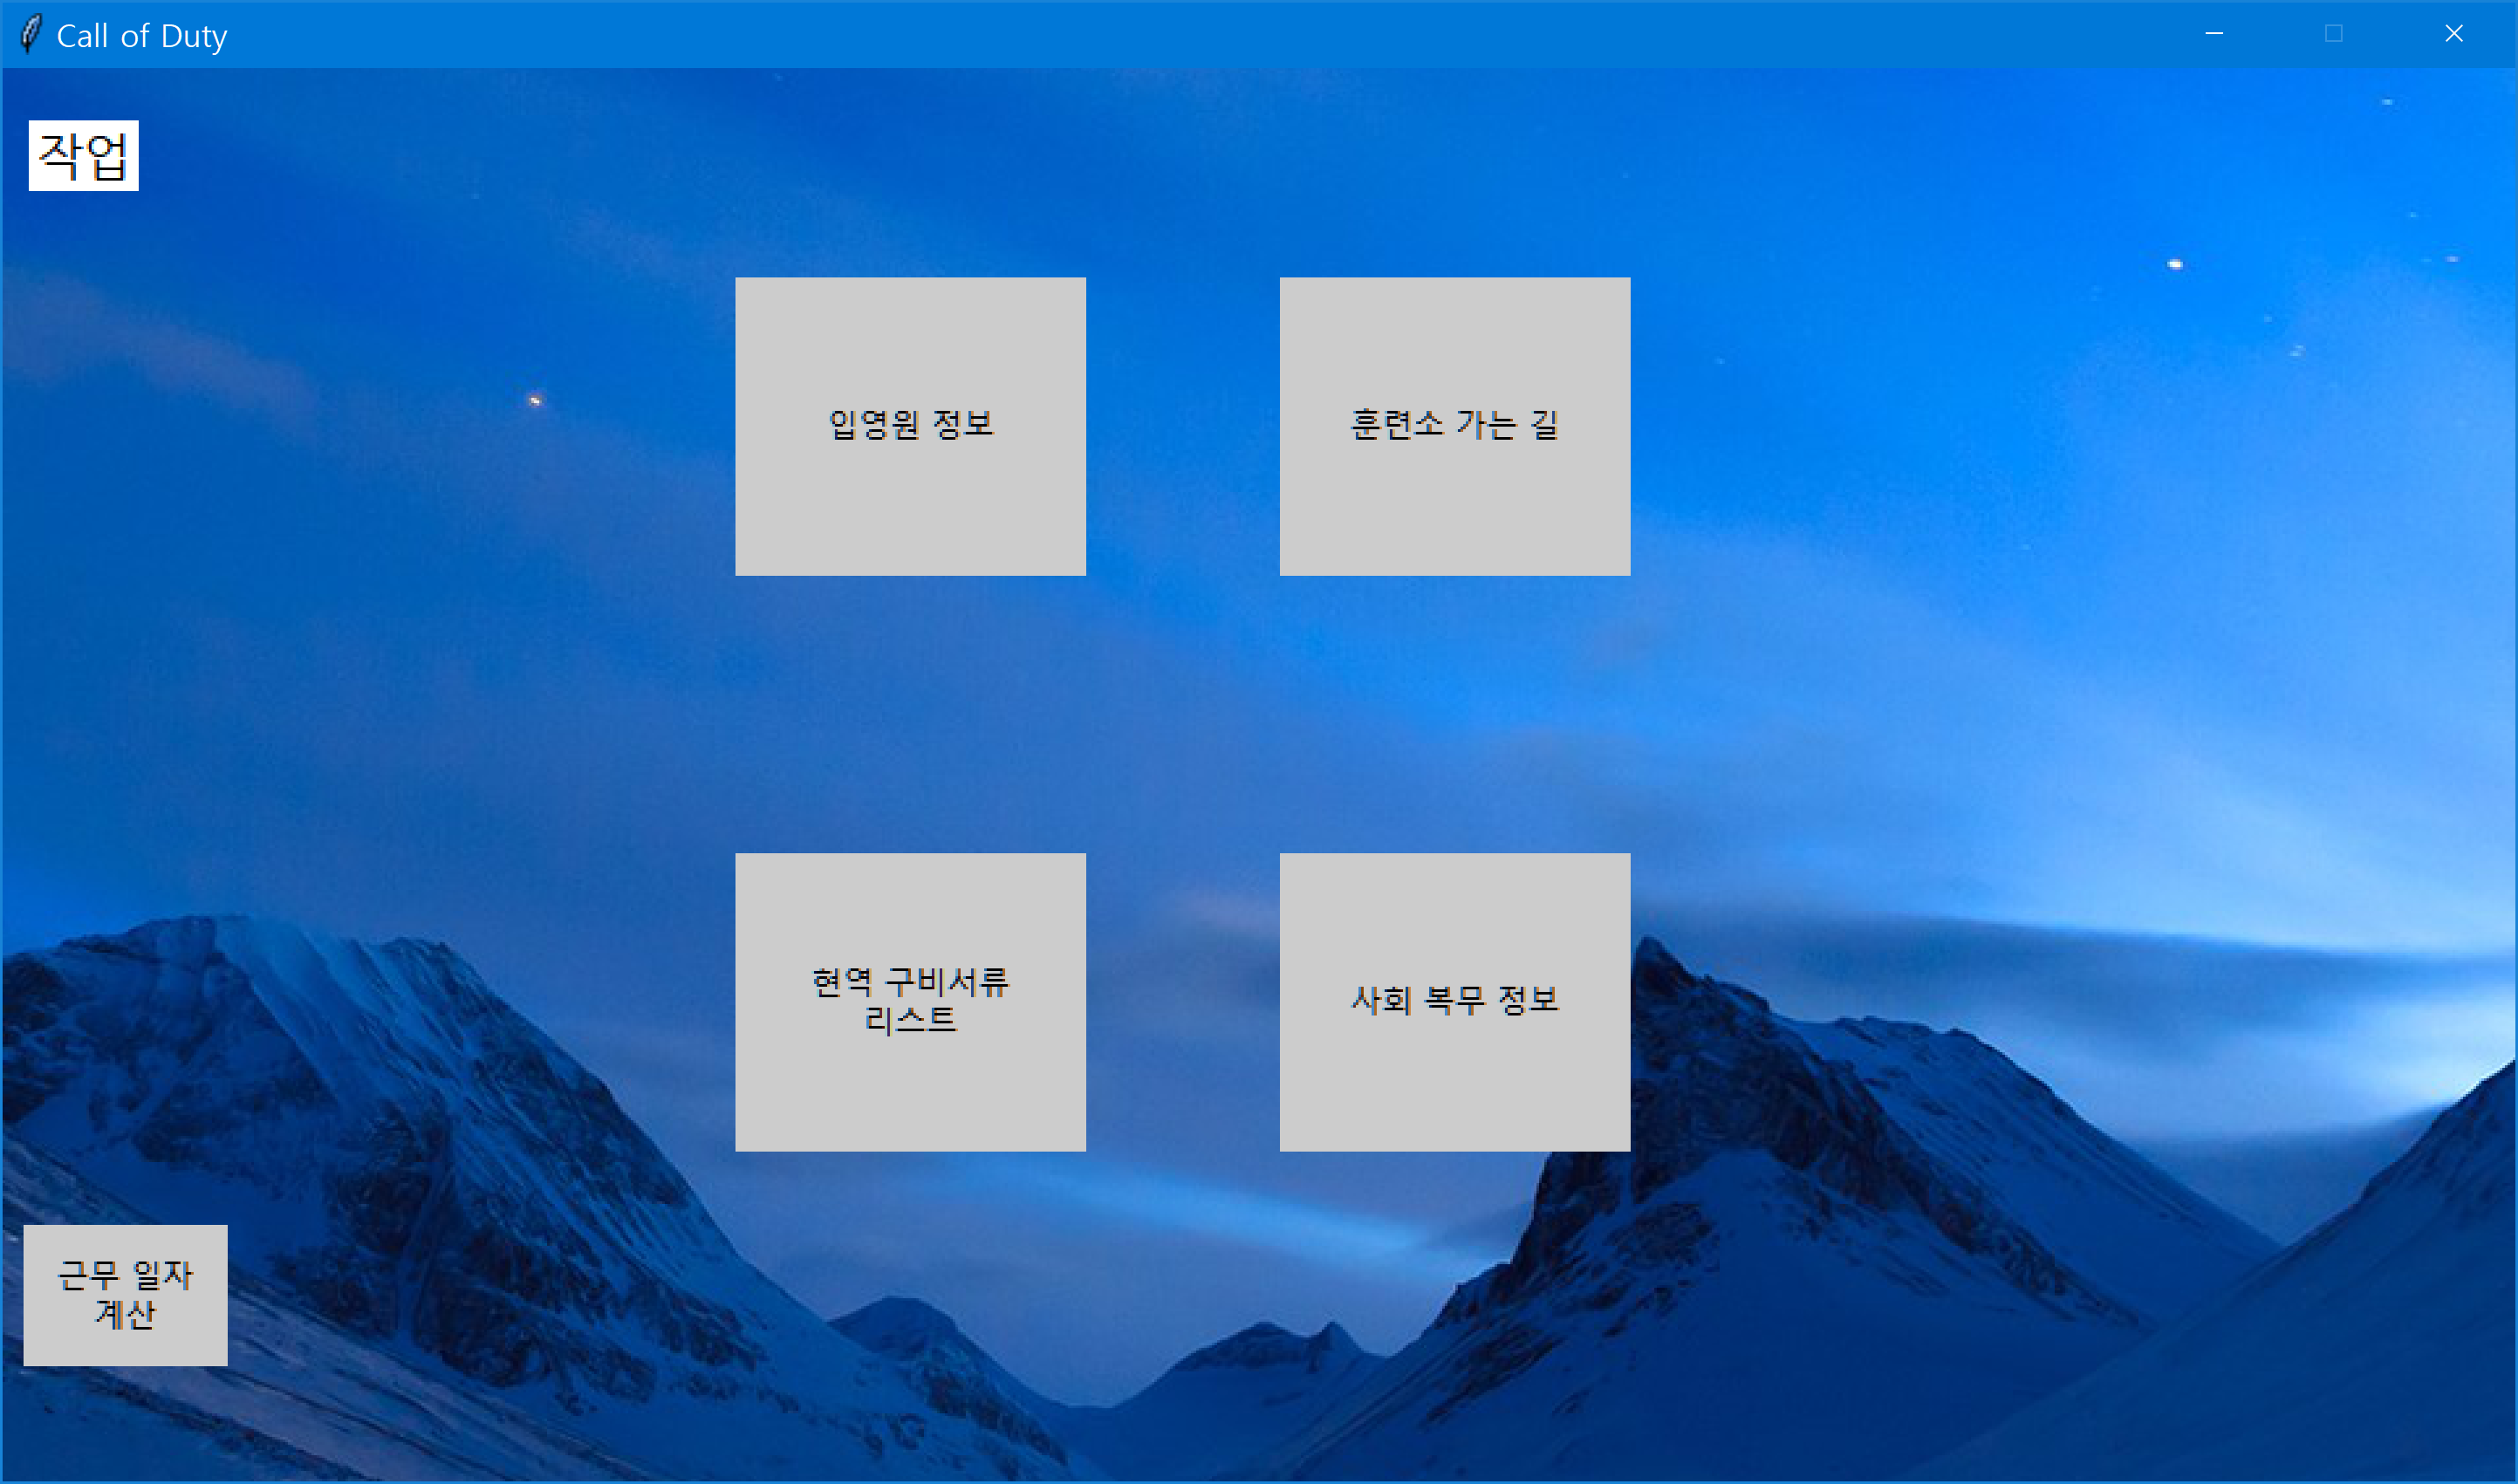 Call of Duty
작업
입영원 정보
훈련소 가는 길
현역 구비서류
리스트
사회 복무 정보
근무 일자
계산